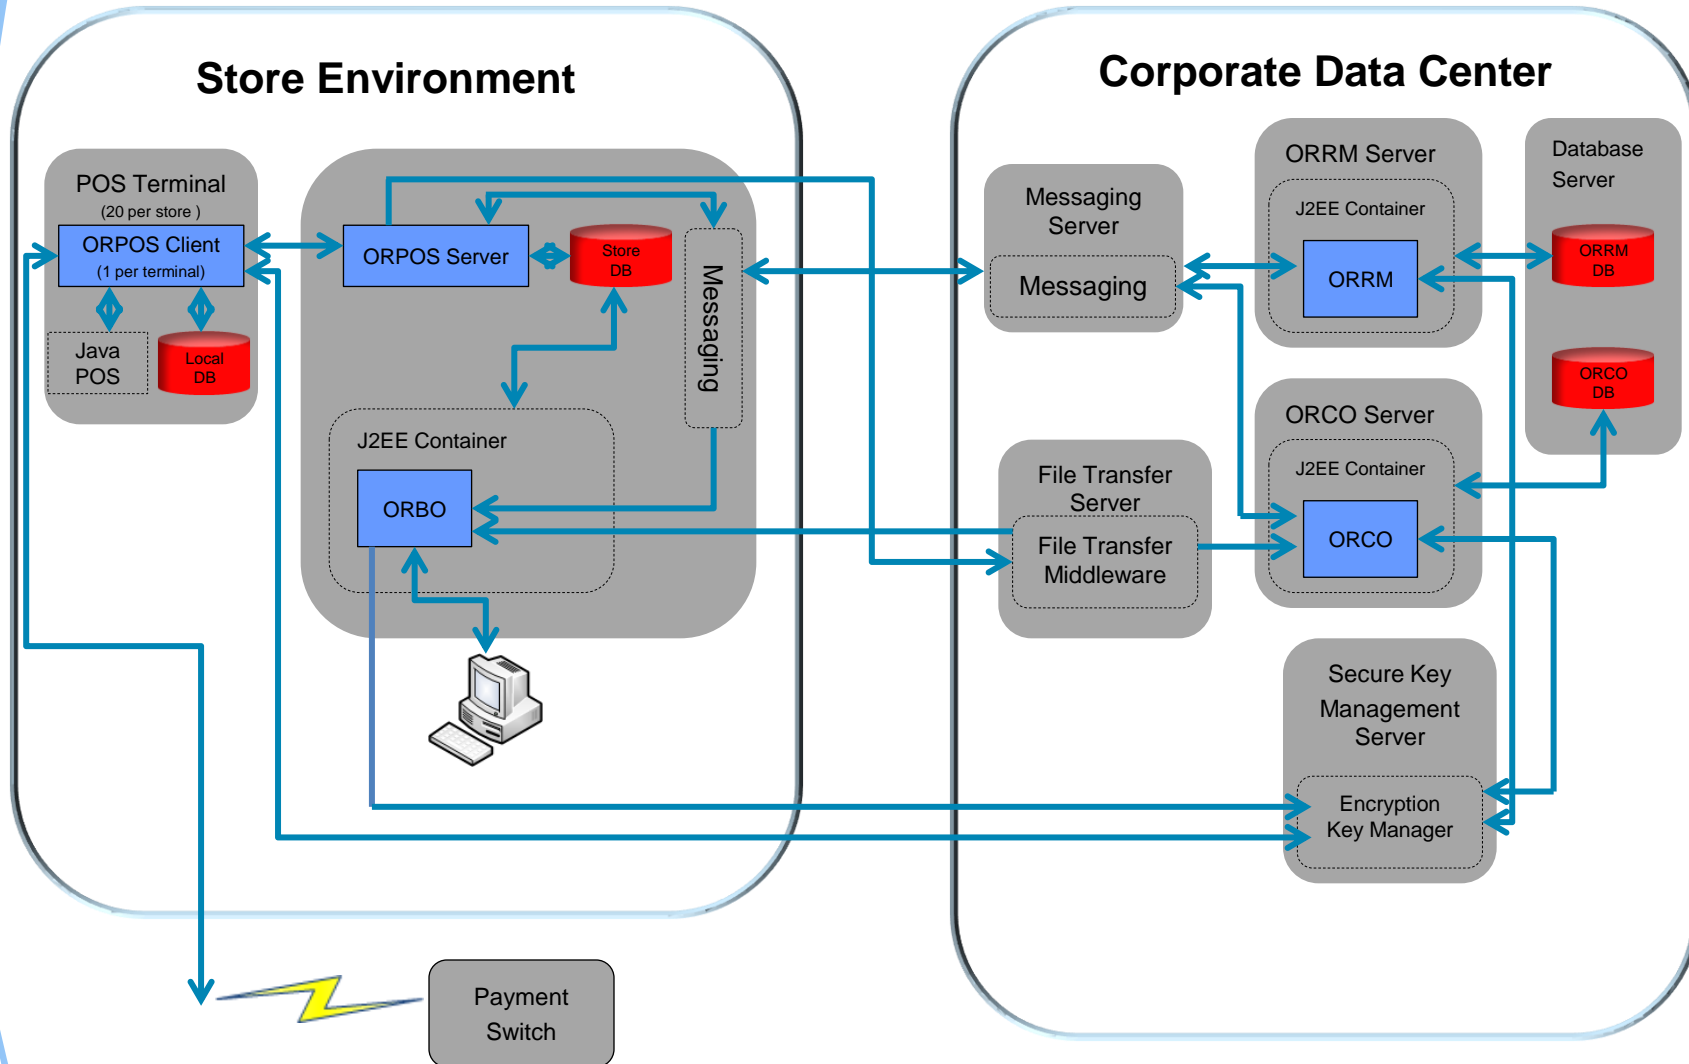 Store Environment
POS Terminal
(20 per store )
ORPOS Client
(1 per terminal)
Java
POS
Local
DB
ORPOS Server
Store
DB
Messaging
J2EE Container
ORBO
Payment
Switch
Corporate Data Center
Messaging
Server
Messaging
ORRM Server
J2EE Container
ORRM
Database
Server
ORRM
DB
ORCO
DB
File Transfer
Server
File Transfer
Middleware
ORCO Server
J2EE Container
ORCO
Secure Key
Management
Server
Encryption
Key Manager